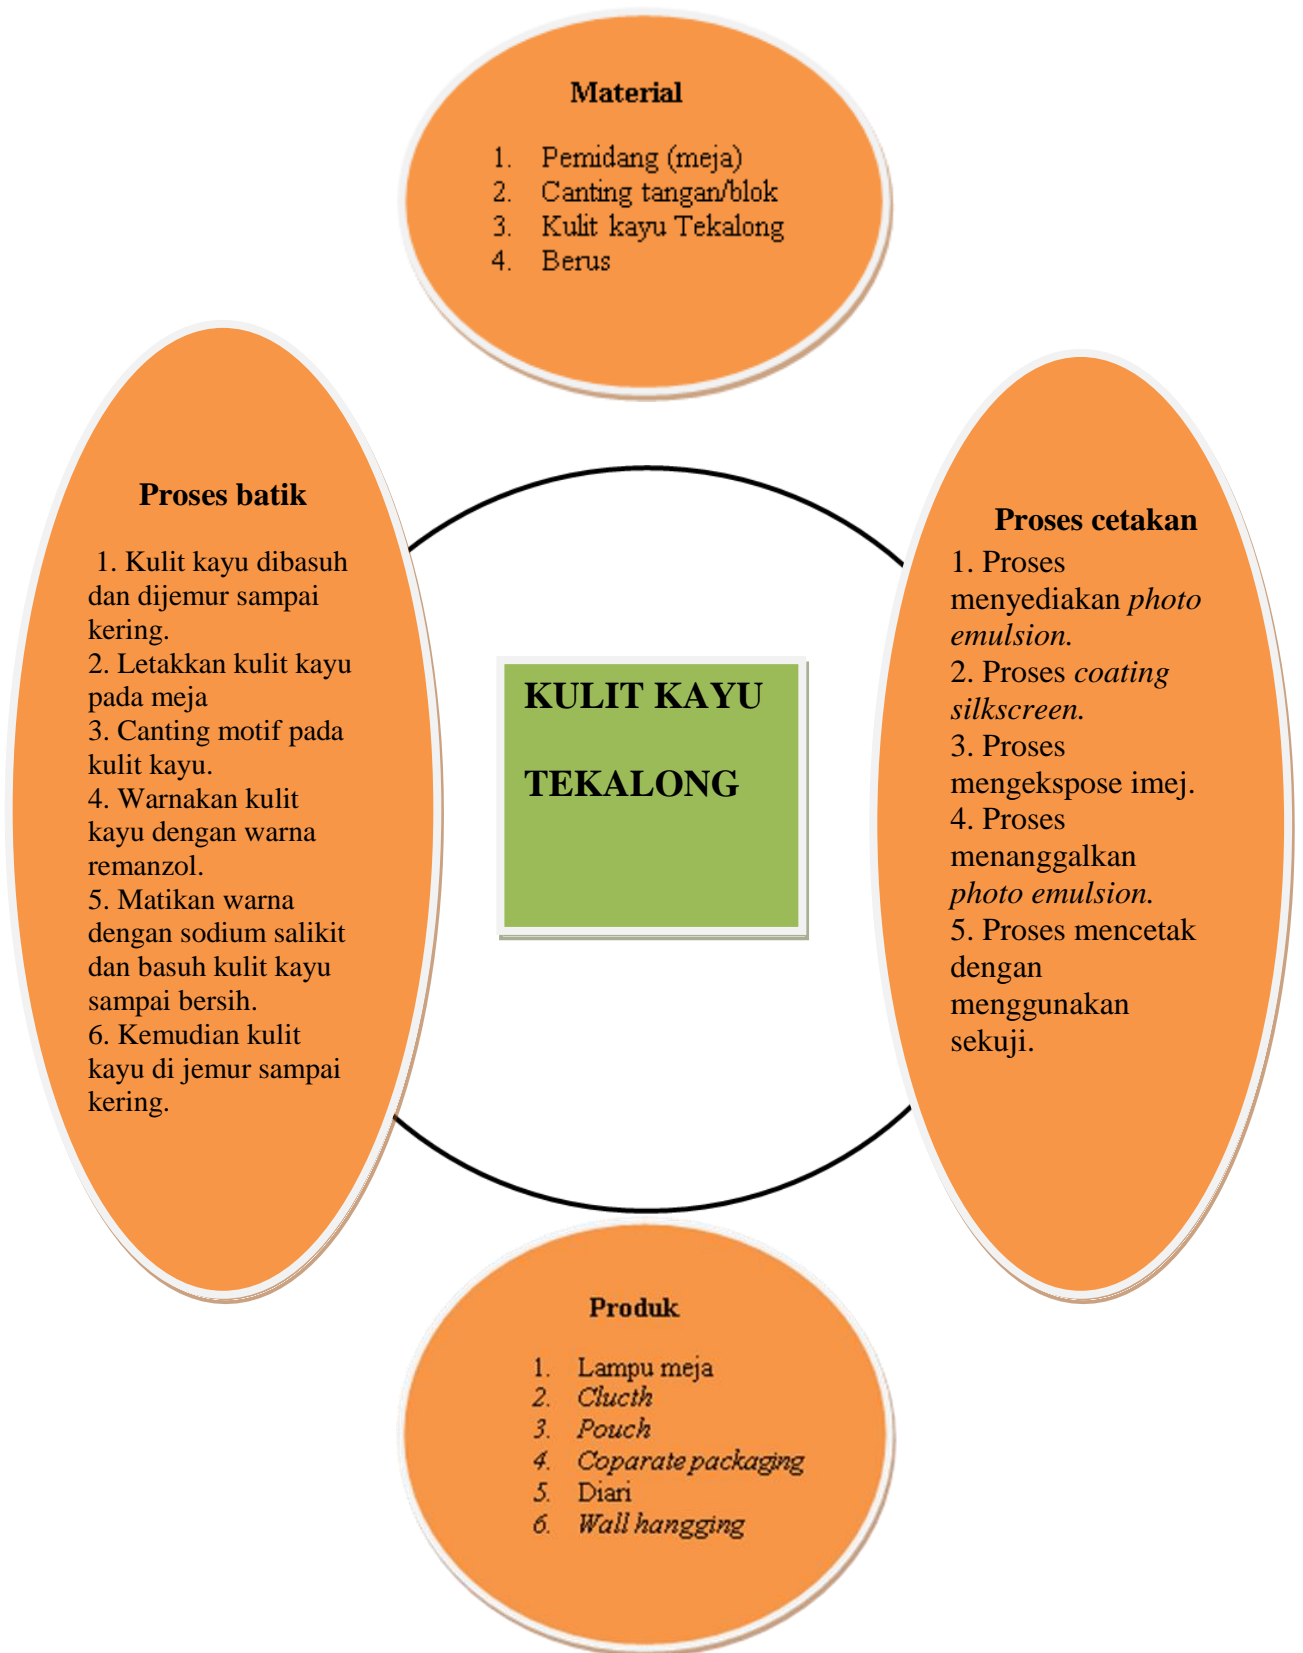 Material
1. Pemidang (meja)
2. Canting tangan/blok
3. Kulit kayu Tekalong
4. Berus
Proses batik
1. Kulit kayu dibasuh
dan dijemur sampai
kering.
2. Letakkan kulit kayu
pada meja
3. Canting motif pada
kulit kayu.
4. Warnakan kulit
kayu dengan warna
remanzol.
5. Matikan warna
dengan sodium salikit
dan basuh kulit kayu
sampai bersih.
6. Kemudian kulit
kayu di jemur sampai
kering.
KULIT KAYU
TEKALONG
Proses cetakan
1. Proses
menyediakan photo
emulsion.
2. Proses coating
silkscreen.
3. Proses
mengekspose imej.
4. Proses
menanggalkan
photo emulsion.
5. Proses mencetak
dengan
menggunakan
sekuji.
Produk
1. Lampu meja
2. Clucth
3. Pouch
4. Coparate packaging
5. Diari
6. Wall hangging